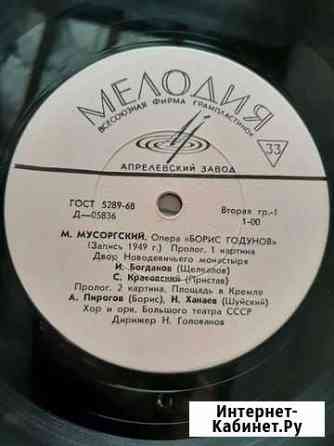 МЕЛОДИЯ
ВСЕСОЮЗНАЯ ФИРМА ГРАМПЛАСТИНОК
33
АПРЕЛЕВСКИЙ ЗАВОД
ГОСТ 5289-68
Д—05836
Вторая гр.-1
1-00
М. МУСОРГСКИЙ. Опера «БОРИС ГОДУНОВ»
(Запись 1949 г.) Пролог. 1 картина
Двор Новодевичьего монастыря
И. Богданов (Щелкалов)
С. Красовский (Пристав)
Пролог. 2 картина. Площадь в Кремле
А. Пирогов (Борис), Н. Ханаев (Шуйский)
Хор и орк. Большого театра СССР
Дирижер Н. Голованов
Интернет-
Кабинет.Ру